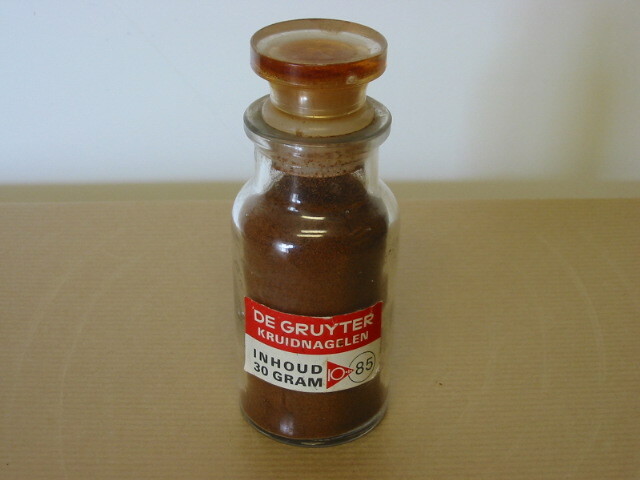 DE GRUYTER
KRUIDNAGELEN
INHOUD
30 GRAM
10
85